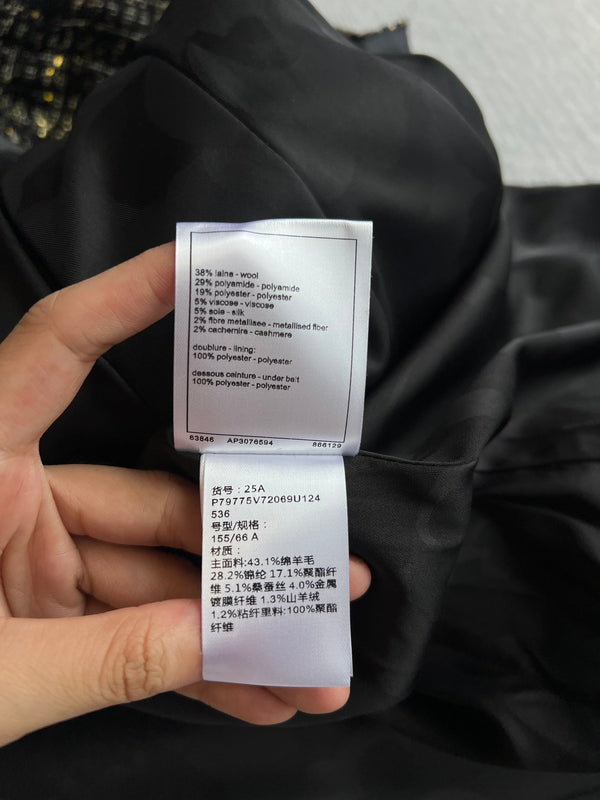 38% laine - wool
29% polyamide - polyamide
19% polyester - polyester
5% viscose - viscose
5% soie - silk
2% fibre metallisee - metallised fiber
2% cachemire - cashmere
doublure - lining:
100% polyester - polyester
dessous ceinture - under belt
100% polyester - polyester
63846 AP3076594 866129
货号：25A
P79775V72069U124
536
号型/规格：
155/66 A
材质：
主面料:43.1%绵羊毛
28.2%锦纶 17.1%聚酯纤
维 5.1%桑蚕丝 4.0%金属
镀膜纤维 1.3%山羊绒
1.2%粘纤里料:100%聚酯
纤维